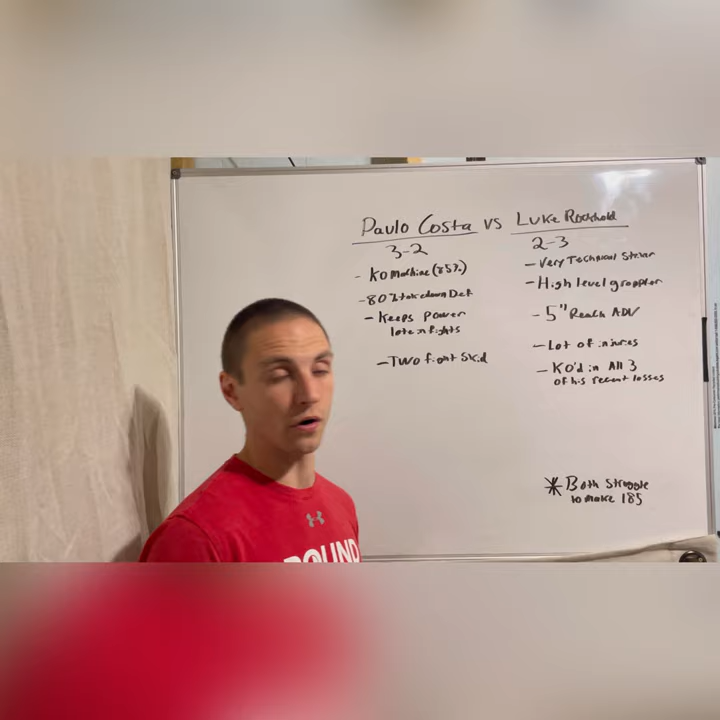 Paulo Costa vs Luke Rockhold
3-2
2-3
- KO Machine (85%)
- 80% takedown Def
- Keeps Power
late n fights
- Two fight Skid
- Very Technical Striker
- High level grappler
- 5" Reach ADV
- Lot of injures
- KO'd in All 3
of his recent losses
* Both Struggle
to make 185
ROUND